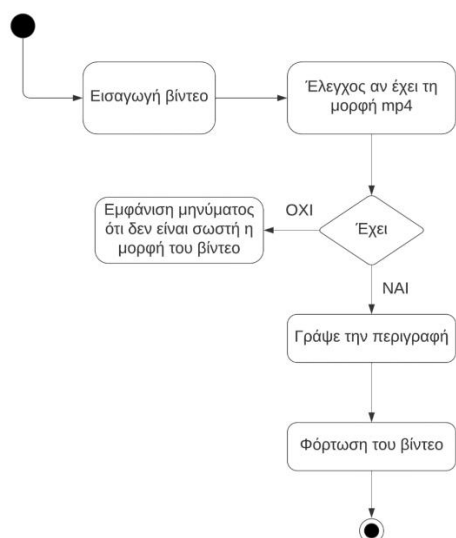 Εισαγωγή βίντεο
Έλεγχος αν έχει τη
μορφή mp4
Έχει
ΟΧΙ
Εμφάνιση μηνύματος
ότι δεν είναι σωστή η
μορφή του βίντεο
ΝΑΙ
Γράψε την περιγραφή
Φόρτωση του βίντεο